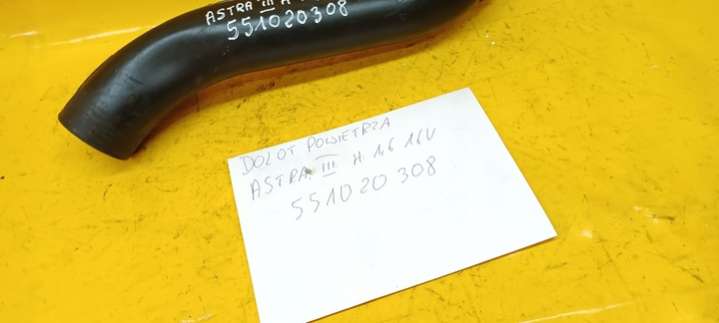 ASTRA III H
551020308
DOLOT POWIETRZA
ASTRA III H 1.6 16V
551020308